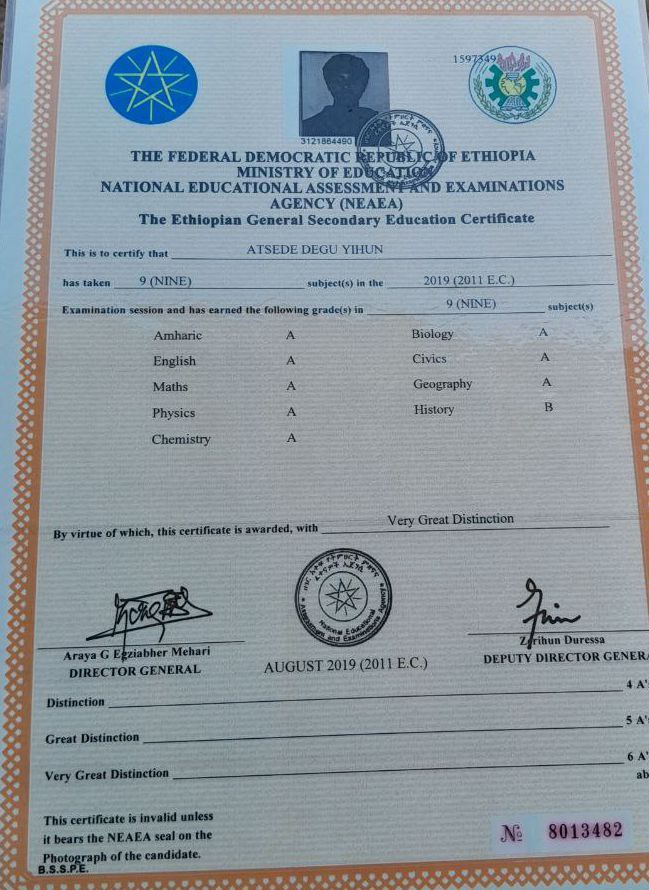 1597349
3121864490
THE FEDERAL DEMOCRATIC REPUBLIC OF ETHIOPIA
MINISTRY OF EDUCATION
NATIONAL EDUCATIONAL ASSESSMENT AND EXAMINATIONS
AGENCY (NEAEA)
The Ethiopian General Secondary Education Certificate
This is to certify that ATSEDE DEGU YIHUN
has taken 9 (NINE) subject(s) in the 2019 (2011 E.C.)
Examination session and has earned the following grade(s) in 9 (NINE) subject(s)
Amharic A Biology A
English A Civics A
Maths A Geography A
Physics A History B
Chemistry A
By virtue of which, this certificate is awarded, with Very Great Distinction
National Educational
Assessment and Examinations Agency
Araya G Egziabher Mehari
DIRECTOR GENERAL
AUGUST 2019 (2011 E.C.)
Zerihun Duressa
DEPUTY DIRECTOR GENERA
Distinction 4 A's
Great Distinction 5 A'
Very Great Distinction 6 A'
ab
This certificate is invalid unless
it bears the NEAEA seal on the
Photograph of the candidate.
B.S.S.P.E.
№ 8013482